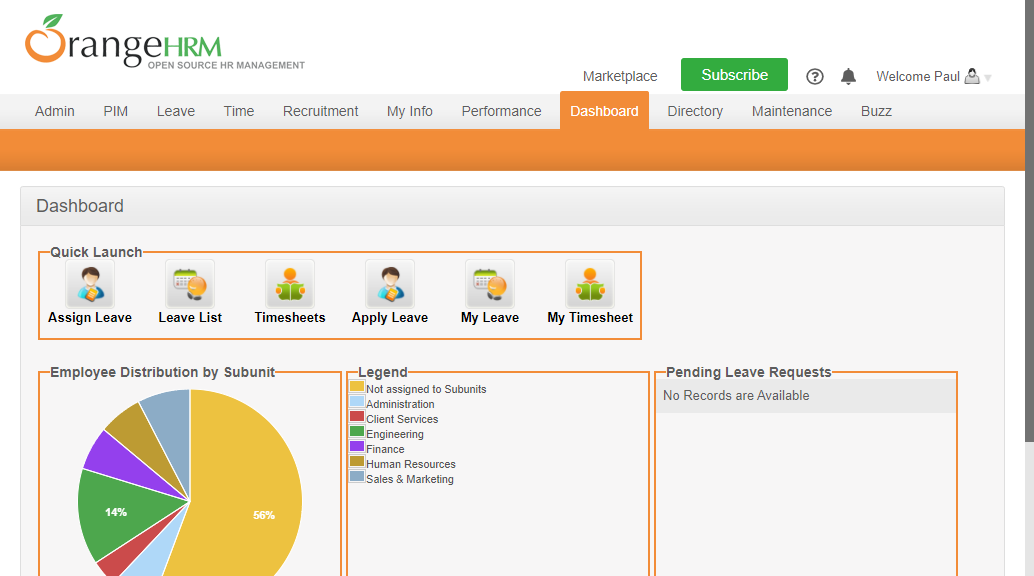 OrangeHRM
OPEN SOURCE HR MANAGEMENT
Marketplace Subscribe ? Welcome Paul
Admin PIM Leave Time Recruitment My Info Performance Dashboard Directory Maintenance Buzz
Dashboard
Quick Launch
Assign Leave Leave List Timesheets Apply Leave My Leave My Timesheet
Employee Distribution by Subunit
14%
56%
Legend
Not assigned to Subunits
Administration
Client Services
Engineering
Finance
Human Resources
Sales & Marketing
Pending Leave Requests
No Records are Available